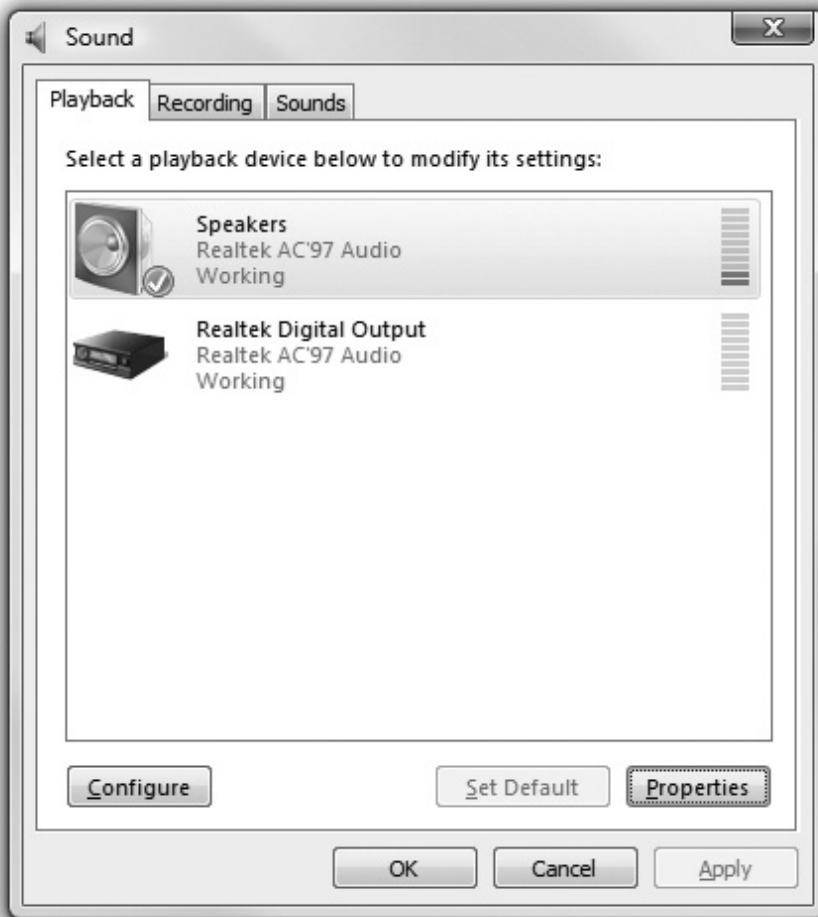 Sound
Playback Recording Sounds
Select a playback device below to modify its settings:
Speakers
Realtek AC'97 Audio
Working
Realtek Digital Output
Realtek AC'97 Audio
Working
Configure Set Default Properties
OK Cancel Apply